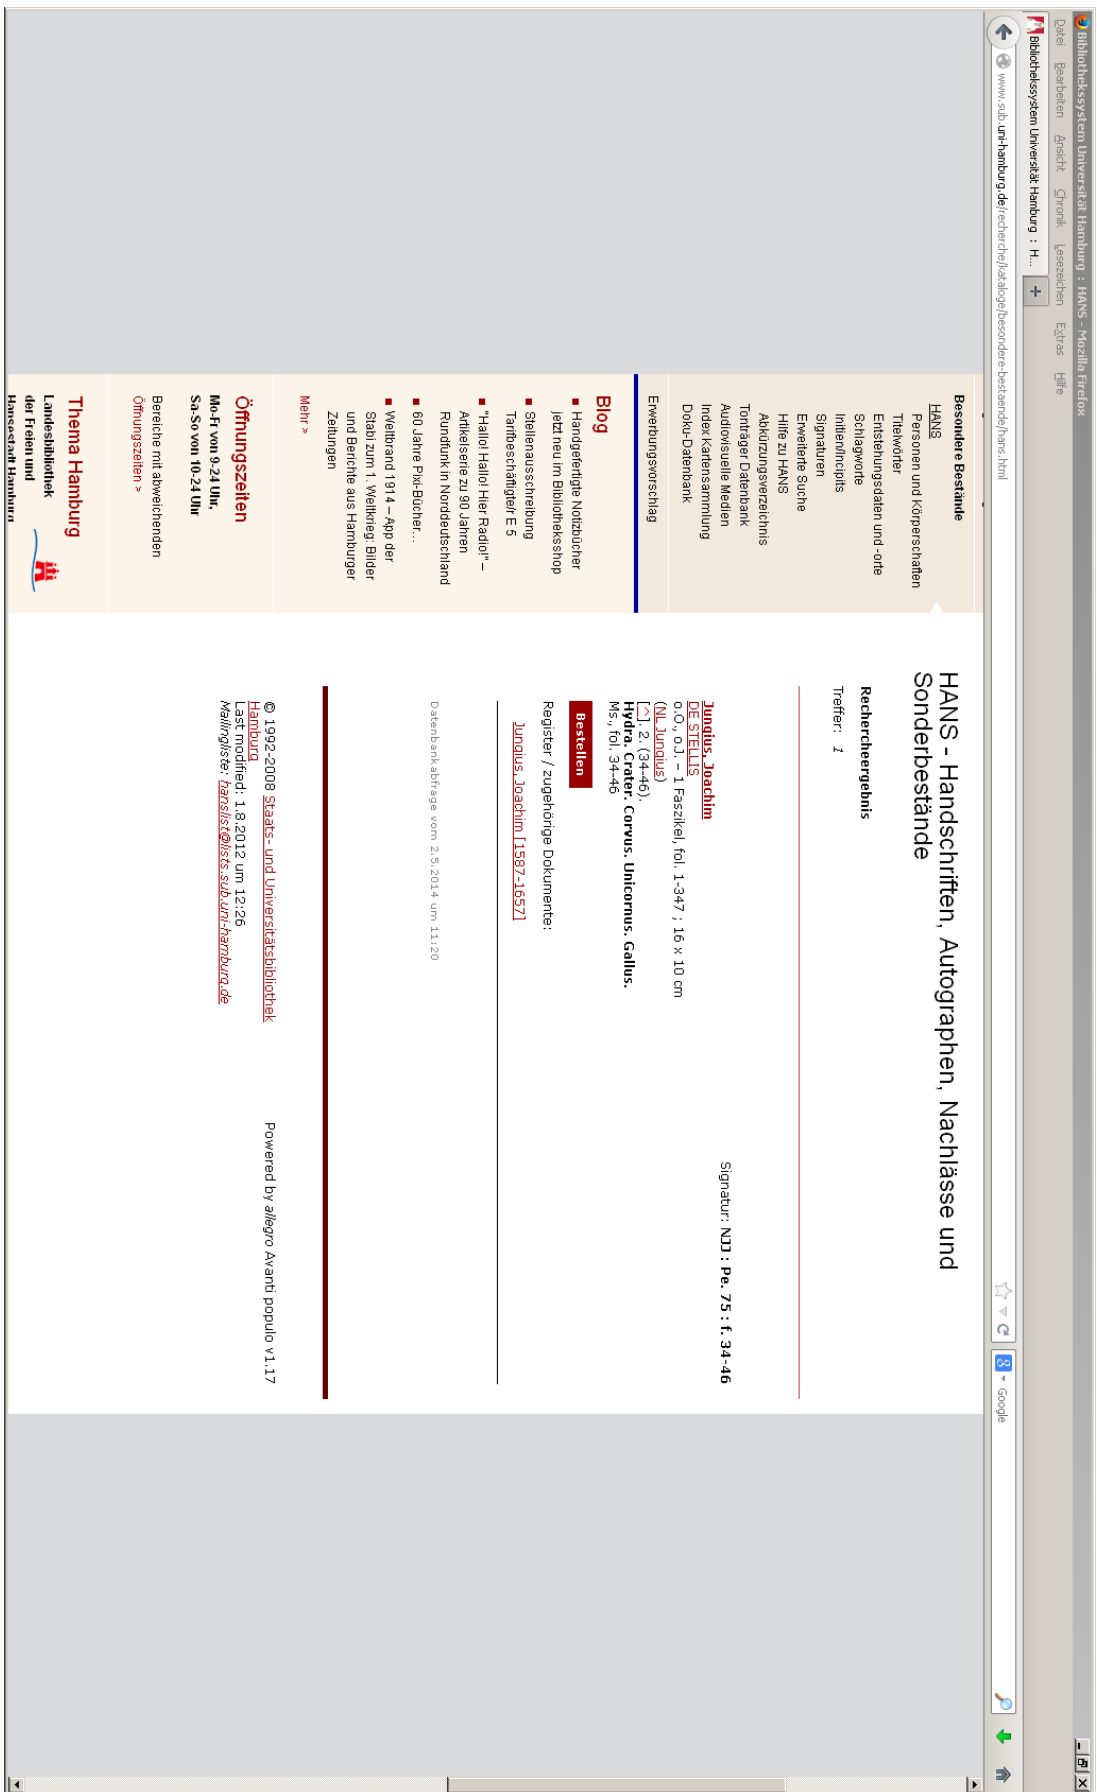 Bibliothekssystem Universität Hamburg : HANS - Mozilla Firefox
Datei Bearbeiten Ansicht Chronik Lesezeichen Extras Hilfe
Bibliothekssystem Universität Hamburg : H...
www.sub.uni-hamburg.de/recherche/kataloge/besondere-bestaende/hans.html
Google
Besondere Bestände
HANS
Personen und Körperschaften
Titelwörter
Entstehungsdaten und -orte
Schlagworte
Initien/Incipits
Signaturen
Erweiterte Suche
Hilfe zu HANS
Abkürzungsverzeichnis
Tonträger Datenbank
Audiovisuelle Medien
Index Kartensammlung
Doku-Datenbank
Erwerbungsvorschlag
Blog
Handgefertigte Notizbücher
jetzt neu im Bibliotheksshop
Stellenausschreibung
Tarifbeschäftigte/r E 5
"Hallo! Hallo! Hier Radio!" –
Artikelserie zu 90 Jahren
Rundfunk in Norddeutschland
60 Jahre Pixi-Bücher…
Weltbrand 1914 – App der
Stabi zum 1. Weltkrieg: Bilder
und Berichte aus Hamburger
Zeitungen
Mehr >
Öffnungszeiten
Mo-Fr von 9-24 Uhr,
Sa-So von 10-24 Uhr
Bereiche mit abweichenden
Öffnungszeiten >
Thema Hamburg
Landesbibliothek
der Freien und
Hansestadt Hamburg
HANS - Handschriften, Autographen, Nachlässe und
Sonderbestände
Rechercheergebnis
Treffer: 1
Signatur: NJJ : Pe. 75 : f. 34-46
Jungius, Joachim
DE STELLIS
o.O., o.J. – 1 Faszikel, fol. 1-347 ; 16 x 10 cm
(NL Jungius)
[^]. 2. (34-46).
Hydra. Crater. Corvus. Unicornus. Gallus.
Ms., fol. 34-46
Bestellen
Register / zugehörige Dokumente:
Jungius, Joachim [1587-1657]
Datenbankabfrage vom 2.5.2014 um 11:20
© 1992-2008 Staats- und Universitätsbibliothek
Hamburg
Powered by allegro Avanti populo v1.17
Last modified: 1.8.2012 um 12:26
Mailingliste: hanslist@lists.sub.uni-hamburg.de